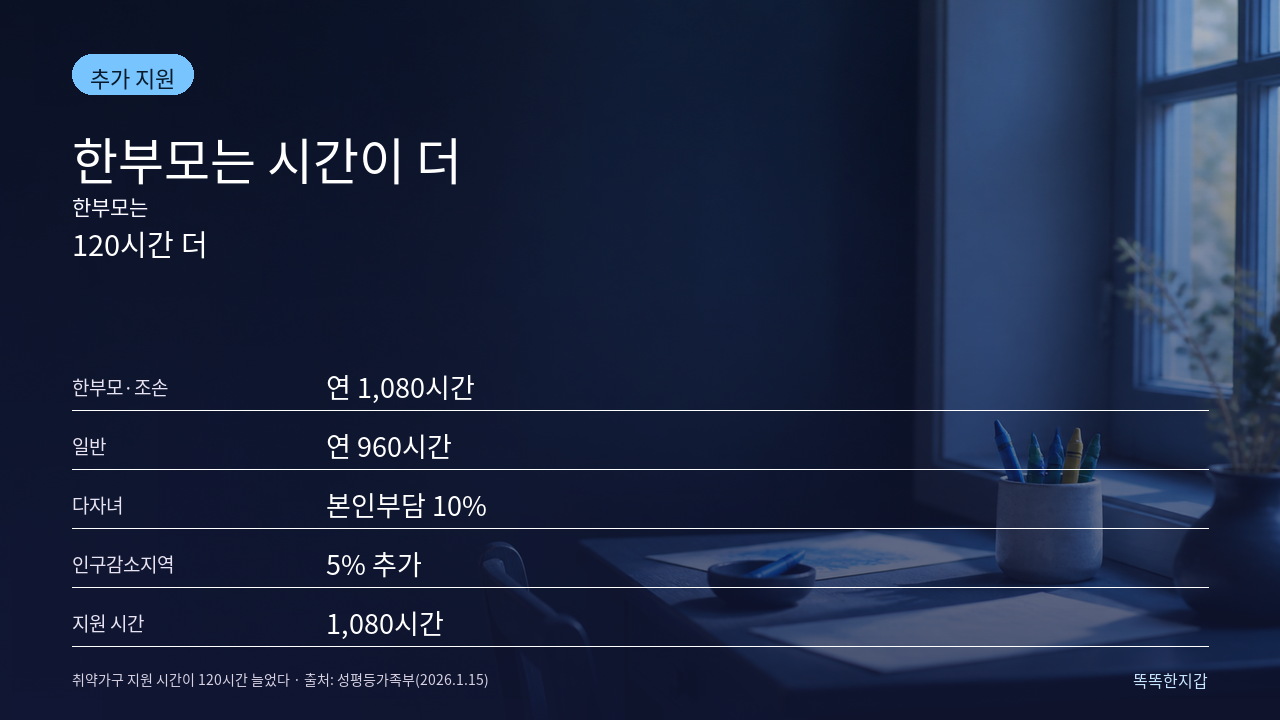 추가 지원
한부모는 시간이 더
한부모는
120시간 더
한부모·조손 연 1,080시간
일반 연 960시간
다자녀 본인부담 10%
인구감소지역 5% 추가
지원 시간 1,080시간
취약가구 지원 시간이 120시간 늘었다 · 출처: 성평등가족부(2026.1.15)
똑똑한지갑